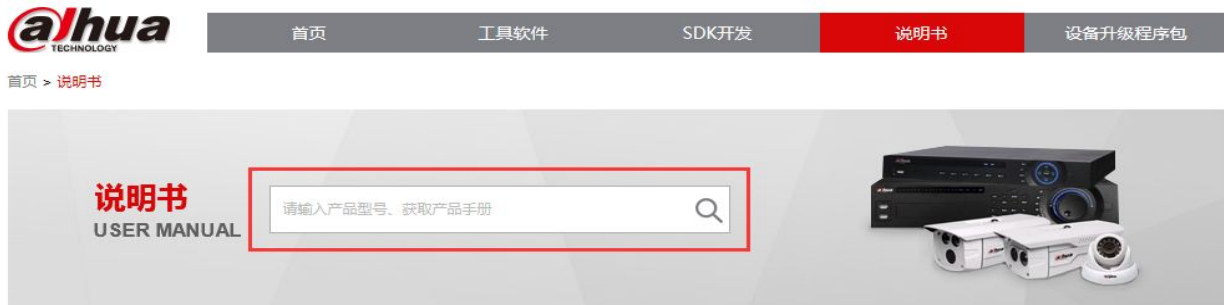 alhua
TECHNOLOGY
首页
工具软件
SDK开发
说明书
设备升级程序包
首页 > 说明书
说明书
USER MANUAL
请输入产品型号、获取产品手册